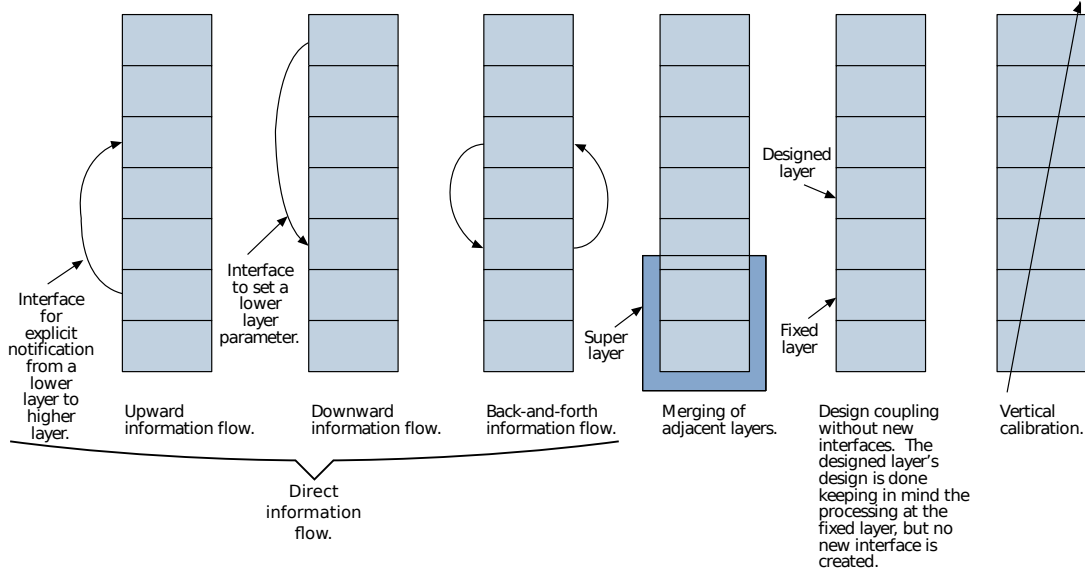 Interface
for
explicit
notification
from a
lower
layer to
higher
layer.
Upward
information flow.
Interface
to set a
lower
layer
parameter.
Downward
information flow.
Back-and-forth
information flow.
Direct
information
flow.
Super
layer
Merging of
adjacent layers.
Designed
layer
Fixed
layer
Design coupling
without new
interfaces. The
designed layer's
design is done
keeping in mind the
processing at the
fixed layer, but no
new interface is
created.
Vertical
calibration.